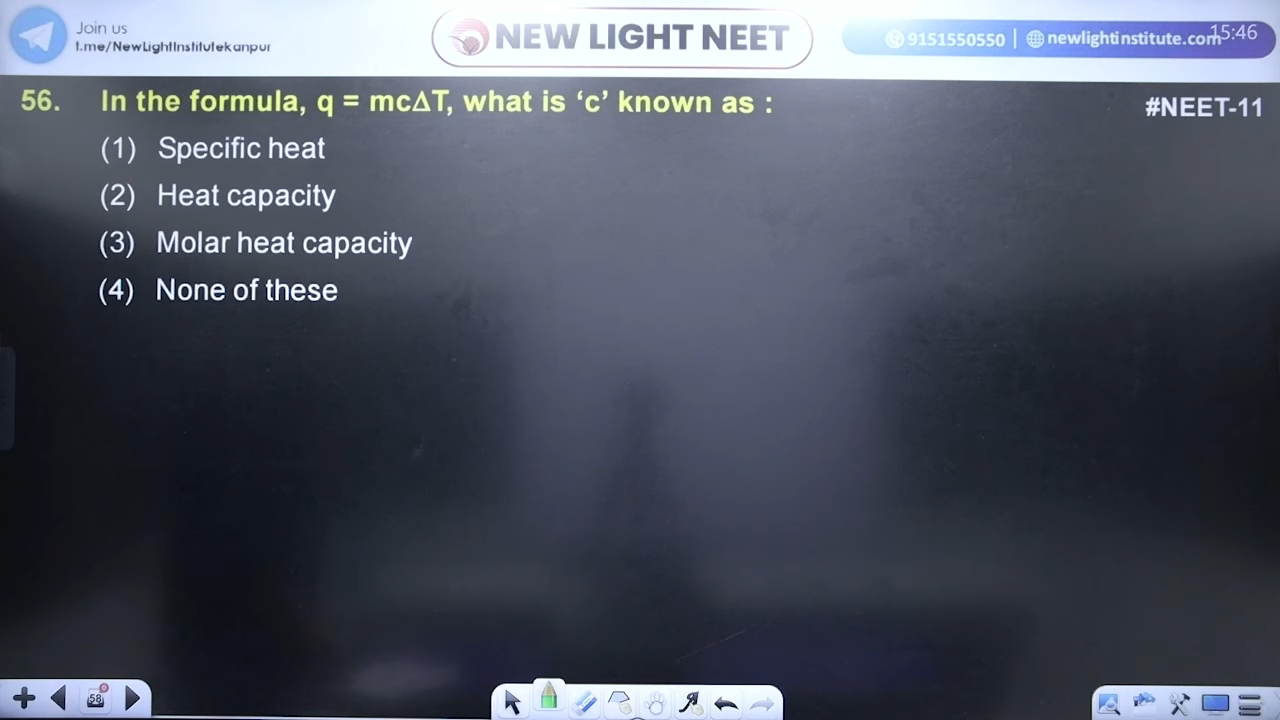 Join us
t.me/NewLightInstitutekanpur
NEW LIGHT NEET
9151550550 | newlightinstitute.com
15:46
56. In the formula, q = mcΔT, what is ‘c’ known as :
#NEET-11
(1) Specific heat
(2) Heat capacity
(3) Molar heat capacity
(4) None of these
58
0